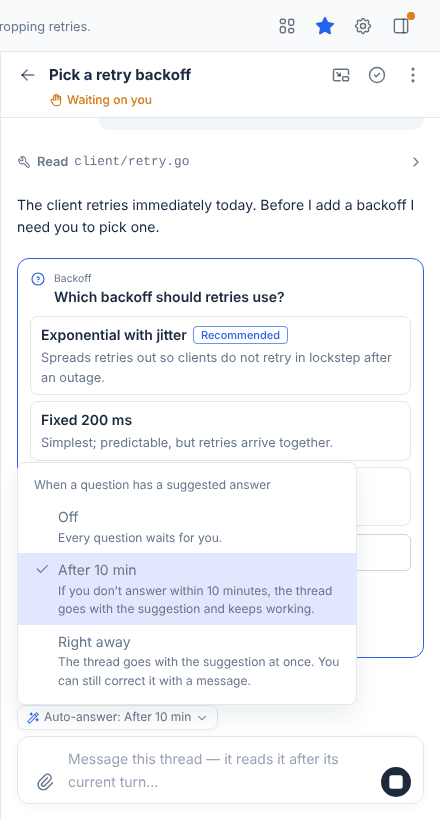 ropping retries.
Pick a retry backoff
Waiting on you
Read client/retry.go
The client retries immediately today. Before I add a backoff I
need you to pick one.
Backoff
Which backoff should retries use?
Exponential with jitter Recommended
Spreads retries out so clients do not retry in lockstep after
an outage.
Fixed 200 ms
Simplest; predictable, but retries arrive together.
When a question has a suggested answer
Off
Every question waits for you.
After 10 min
If you don’t answer within 10 minutes, the thread
goes with the suggestion and keeps working.
Right away
The thread goes with the suggestion at once. You
can still correct it with a message.
Auto-answer: After 10 min
Message this thread — it reads it after its
current turn…